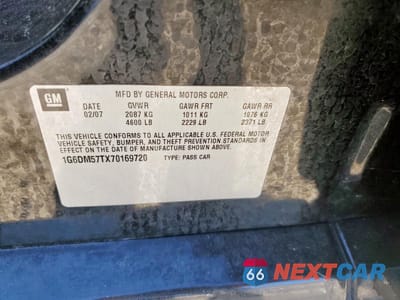 GM
MFD BY GENERAL MOTORS CORP.
DATE GVWR GAWR FRT GAWR RR
02/07 2087 KG 1011 KG 1076 KG
4600 LB 2229 LB 2371 LB
THIS VEHICLE CONFORMS TO ALL APPLICABLE U.S. FEDERAL MOTOR
VEHICLE SAFETY, BUMPER, AND THEFT PREVENTION STANDARDS IN
EFFECT ON THE DATE OF MANUFACTURE SHOWN ABOVE.
1G6DM57TX70169720 TYPE: PASS CAR
66 NEXTCAR